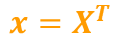 x = X^T